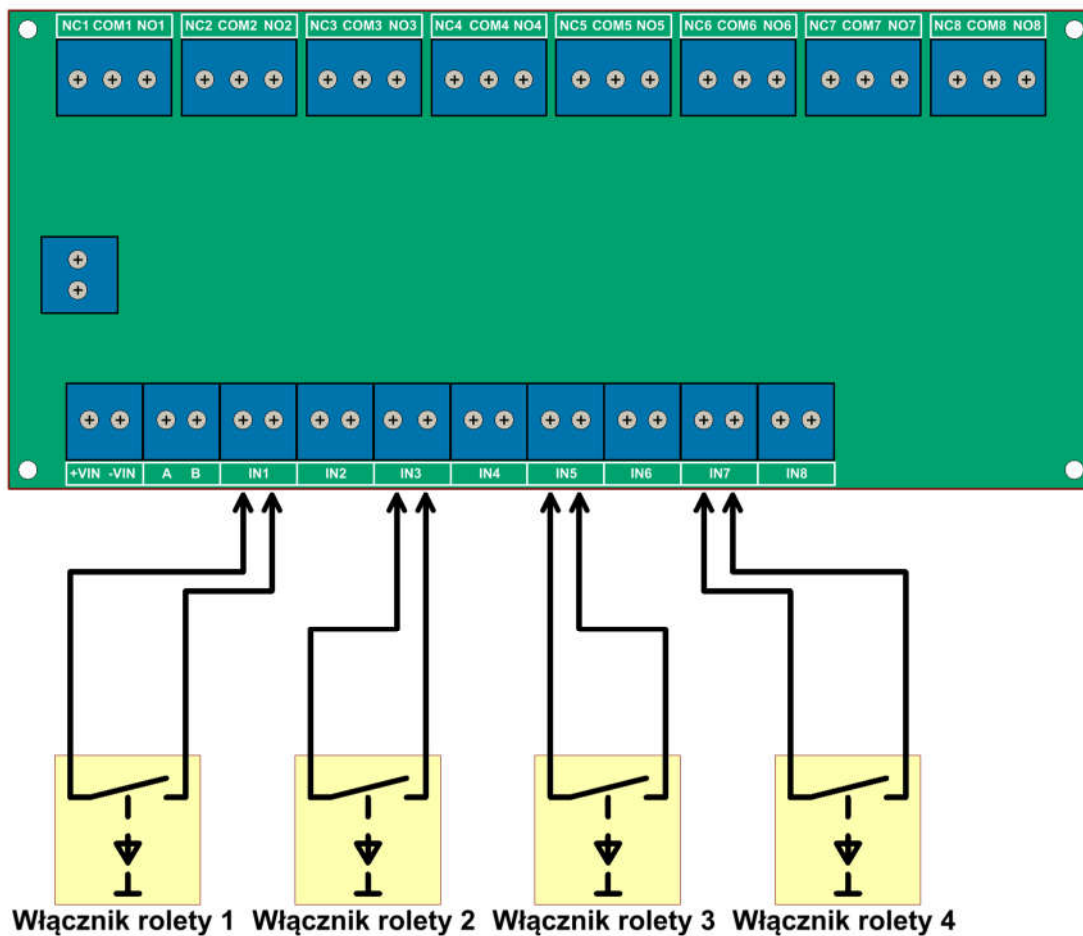 NC1 COM1 NO1 NC2 COM2 NO2 NC3 COM3 NO3 NC4 COM4 NO4 NC5 COM5 NO5 NC6 COM6 NO6 NC7 COM7 NO7 NC8 COM8 NO8
+VIN -VIN A B IN1 IN2 IN3 IN4 IN5 IN6 IN7 IN8
Włącznik rolety 1 Włącznik rolety 2 Włącznik rolety 3 Włącznik rolety 4